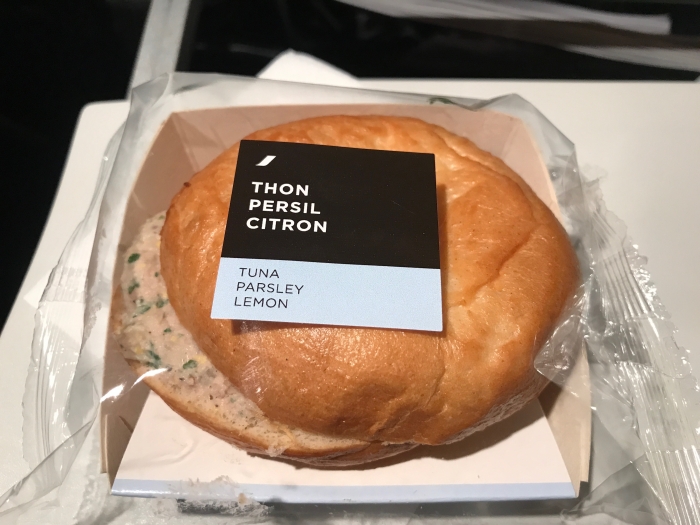 THON
PERSIL
CITRON
TUNA
PARSLEY
LEMON